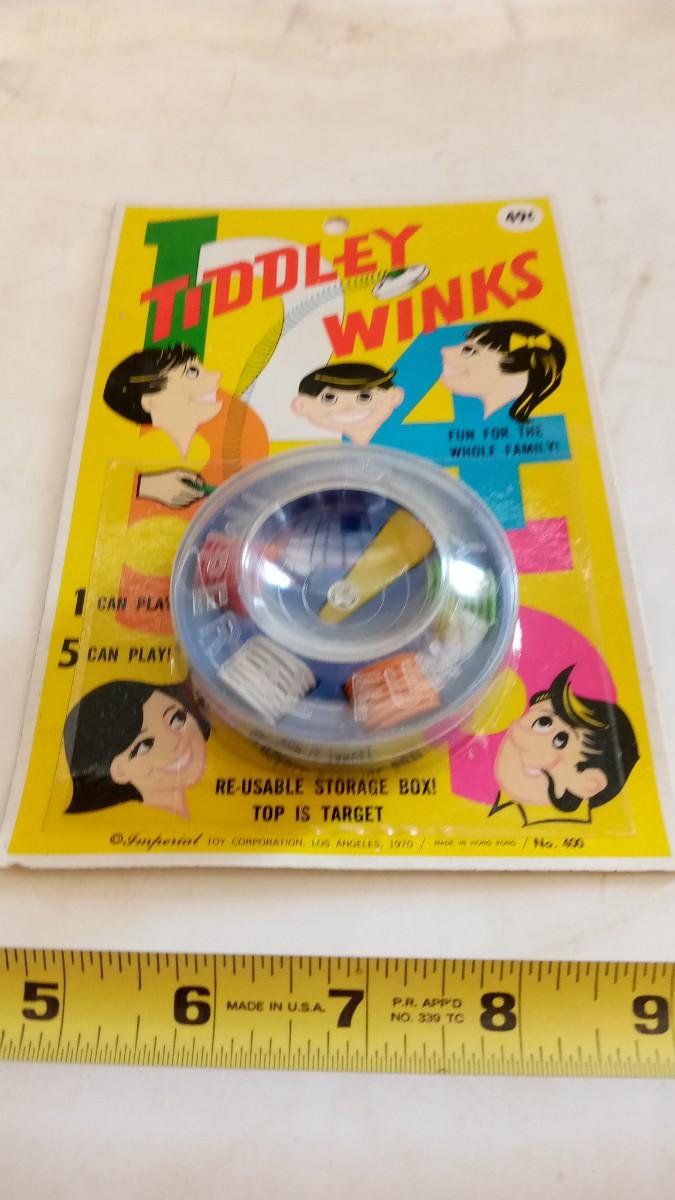 49¢
TIDDLEY
WINKS
FUN FOR THE
WHOLE FAMILY!
1 CAN PLAY
5 CAN PLAY!
RE-USABLE STORAGE BOX!
TOP IS TARGET
© Imperial TOY CORPORATION, LOS ANGELES, 1970 / MADE IN HONG KONG / No. 400
5 6 MADE IN U.S.A. 7 P.R. APP'D 8 9
NO. 339 TC